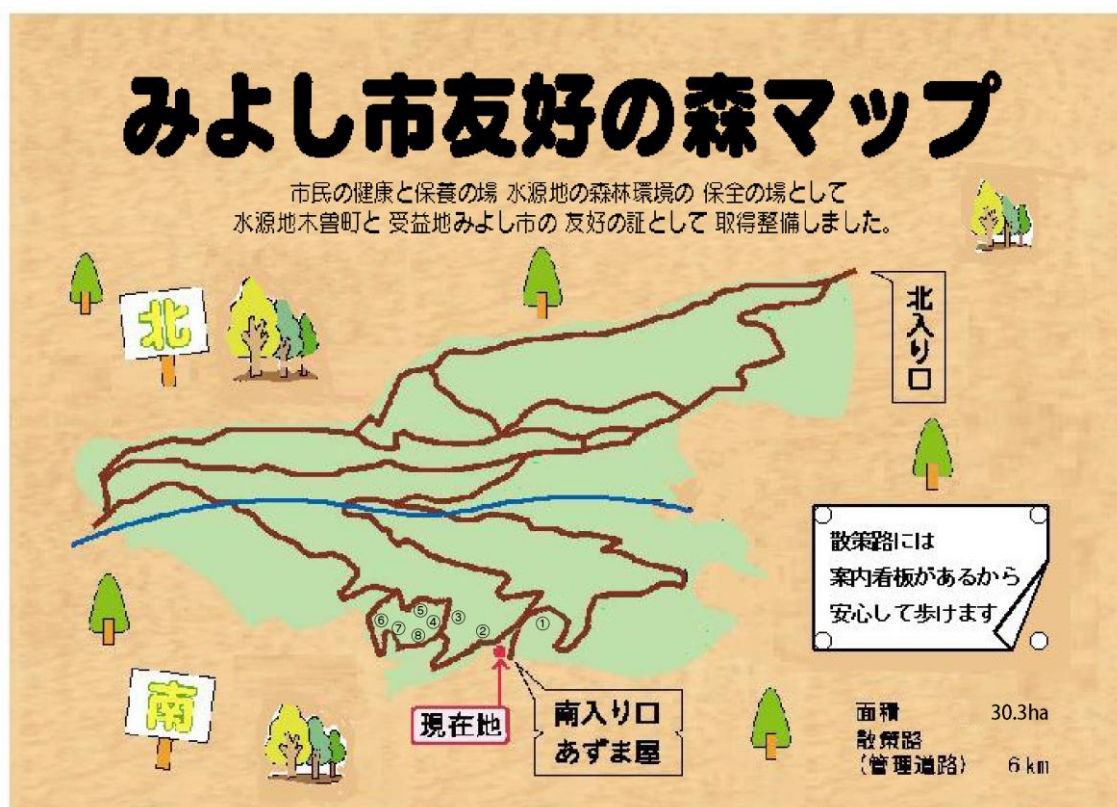 みよし市友好の森マップ
市民の健康と保養の場 水源地の森林環境の 保全の場として
水源地木曽町と 受益地みよし市の 友好の証として 取得整備しました。
北
北入り口
散策路には
案内看板があるから
安心して歩けます
⑤
⑥ ④ ③ ①
⑦ ⑧ ②
南
現在地
南入り口
あずま屋
面積 30.3ha
散策路
(管理道路) 6km